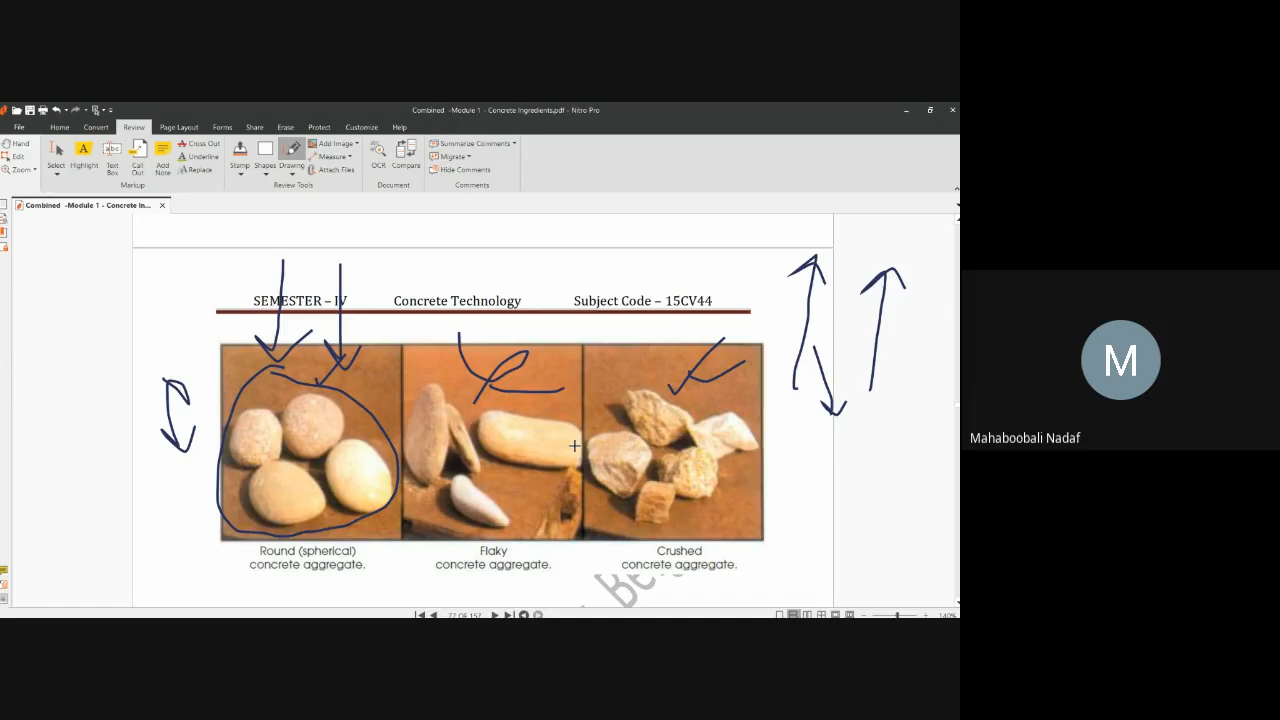 Combined -Module 1 - Concrete Ingredients.pdf - Nitro Pro
File Home Convert Review Page Layout Forms Share Erase Protect Customize Help
Hand
Edit
Zoom
Select
Highlight
Text Box
Call Out
Add Note
Cross Out
Underline
Replace
Markup
Stamp
Shapes
Drawing
Add Image
Measure
Attach Files
Review Tools
OCR
Compare
Document
Summarize Comments
Migrate
Hide Comments
Comments
Combined -Module 1 - Concrete In...
SEMESTER – IV Concrete Technology Subject Code – 15CV44
Round (spherical)
concrete aggregate.
Flaky
concrete aggregate.
Crushed
concrete aggregate.
77 OF 157
140%
M
Mahaboobali Nadaf